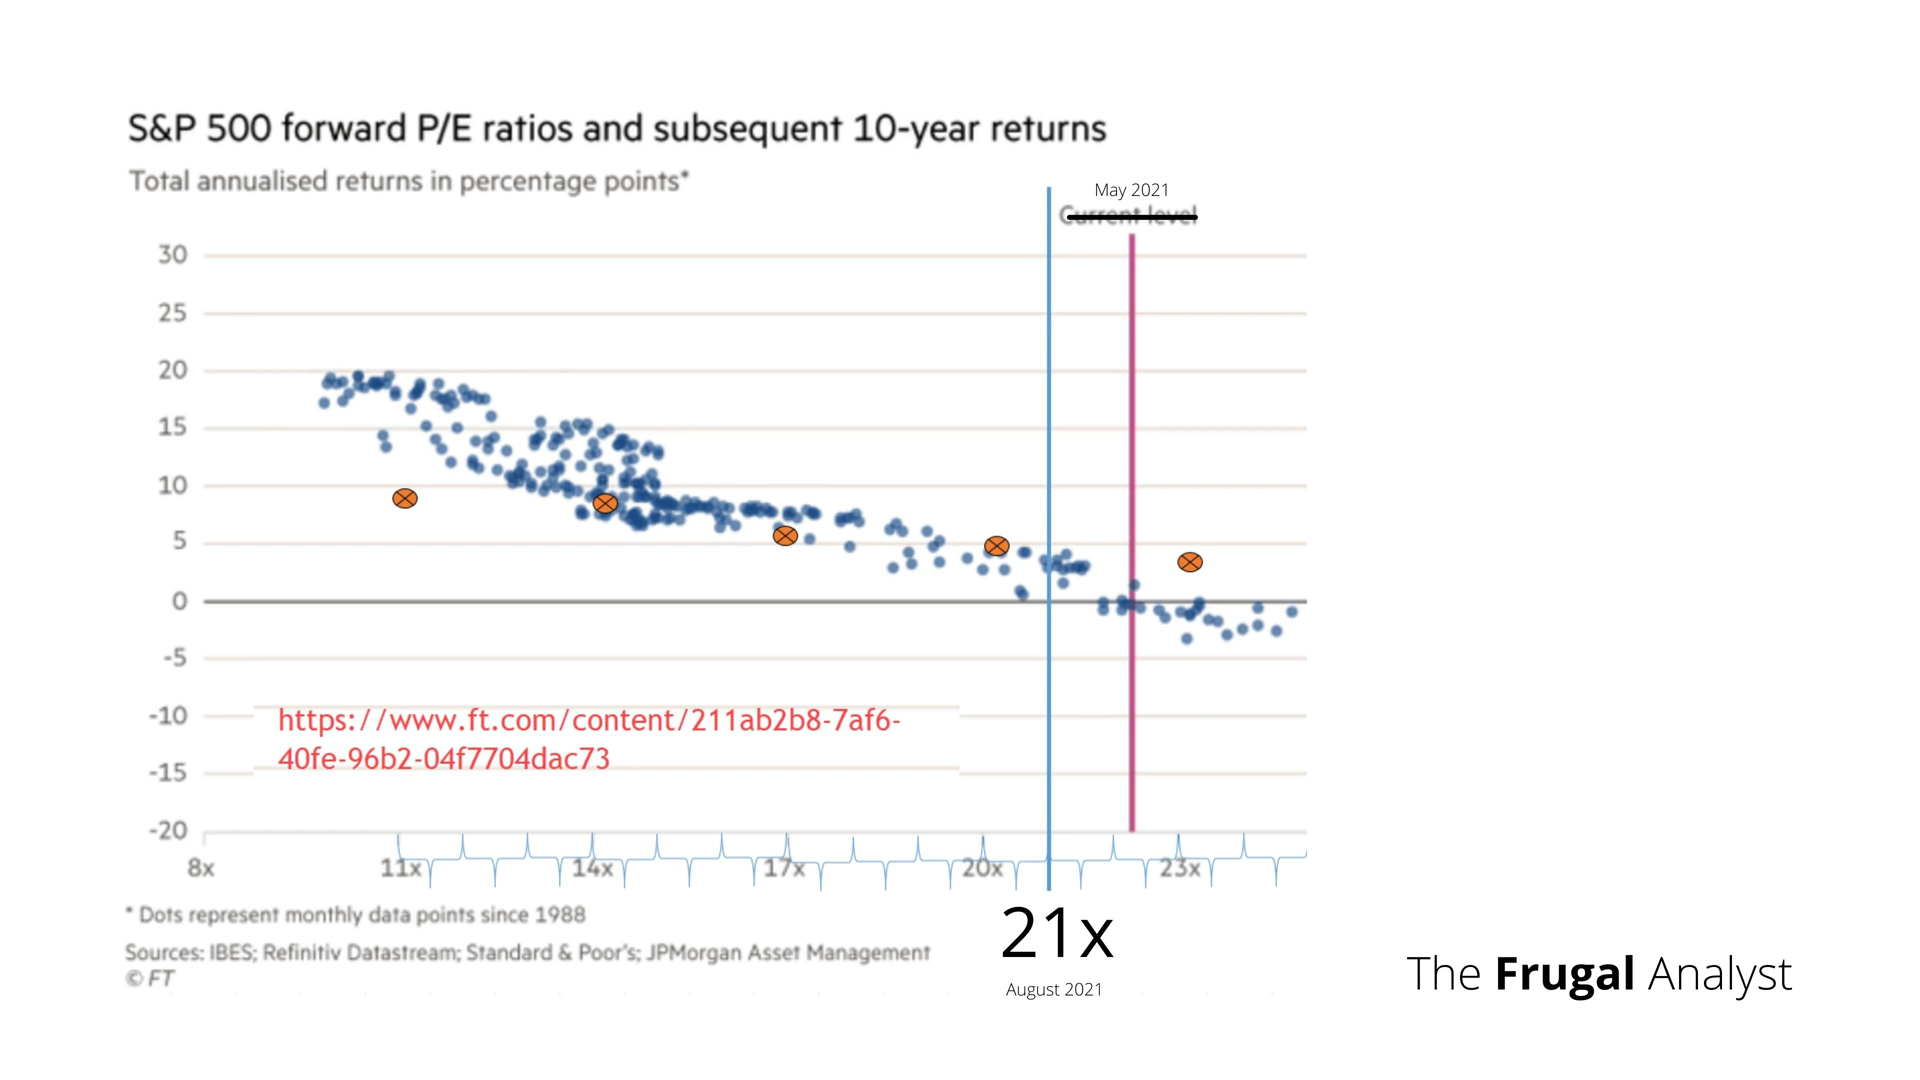 S&P 500 forward P/E ratios and subsequent 10-year returns
Total annualised returns in percentage points*
May 2021
Current level
30
25
20
15
10
5
0
-5
-10
-15
-20
https://www.ft.com/content/211ab2b8-7af6-
40fe-96b2-04f7704dac73
8x 11x 14x 17x 20x 23x
* Dots represent monthly data points since 1988
21x
Sources: IBES; Refinitiv Datastream; Standard & Poor's; JPMorgan Asset Management
© FT
August 2021
The Frugal Analyst